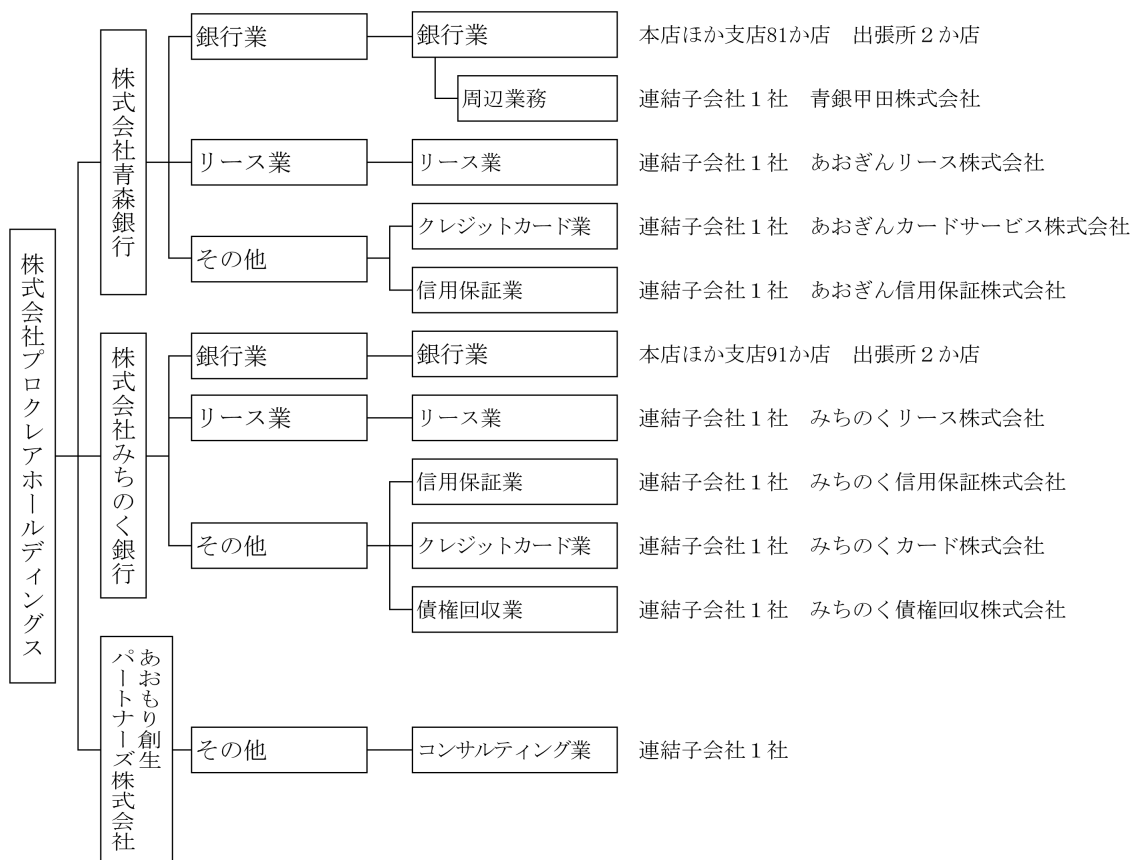 株式会社プロクレアホールディングス
株式会社青森銀行
銀行業
銀行業
本店ほか支店81か店　出張所２か店
周辺業務
連結子会社１社　青銀甲田株式会社
リース業
リース業
連結子会社１社　あおぎんリース株式会社
その他
クレジットカード業
連結子会社１社　あおぎんカードサービス株式会社
信用保証業
連結子会社１社　あおぎん信用保証株式会社
株式会社みちのく銀行
銀行業
銀行業
本店ほか支店91か店　出張所２か店
リース業
リース業
連結子会社１社　みちのくリース株式会社
その他
信用保証業
連結子会社１社　みちのく信用保証株式会社
クレジットカード業
連結子会社１社　みちのくカード株式会社
債権回収業
連結子会社１社　みちのく債権回収株式会社
あおもり創生
パートナーズ株式会社
その他
コンサルティング業
連結子会社１社